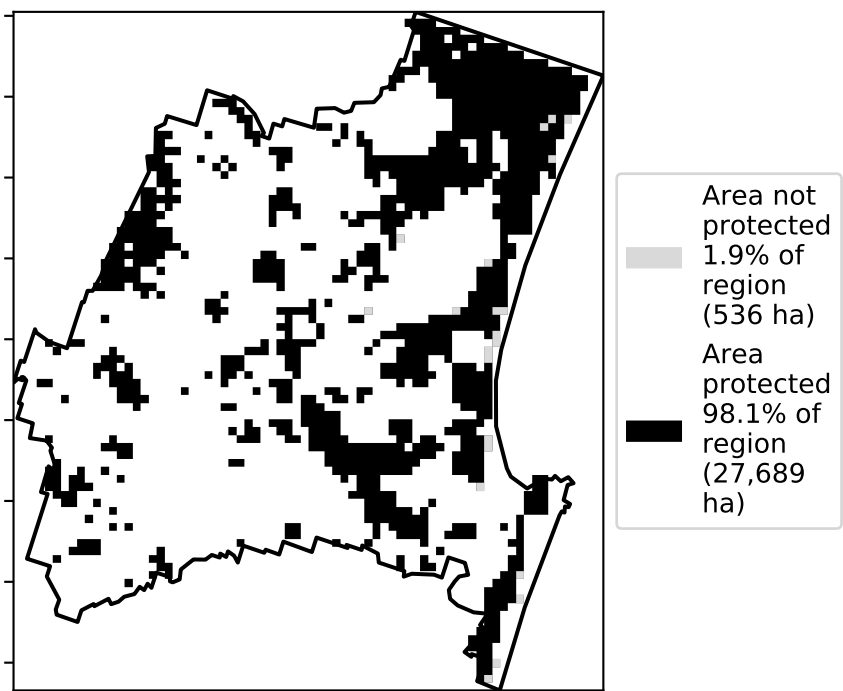 Area not
protected
1.9% of
region
(536 ha)
Area
protected
98.1% of
region
(27,689
ha)